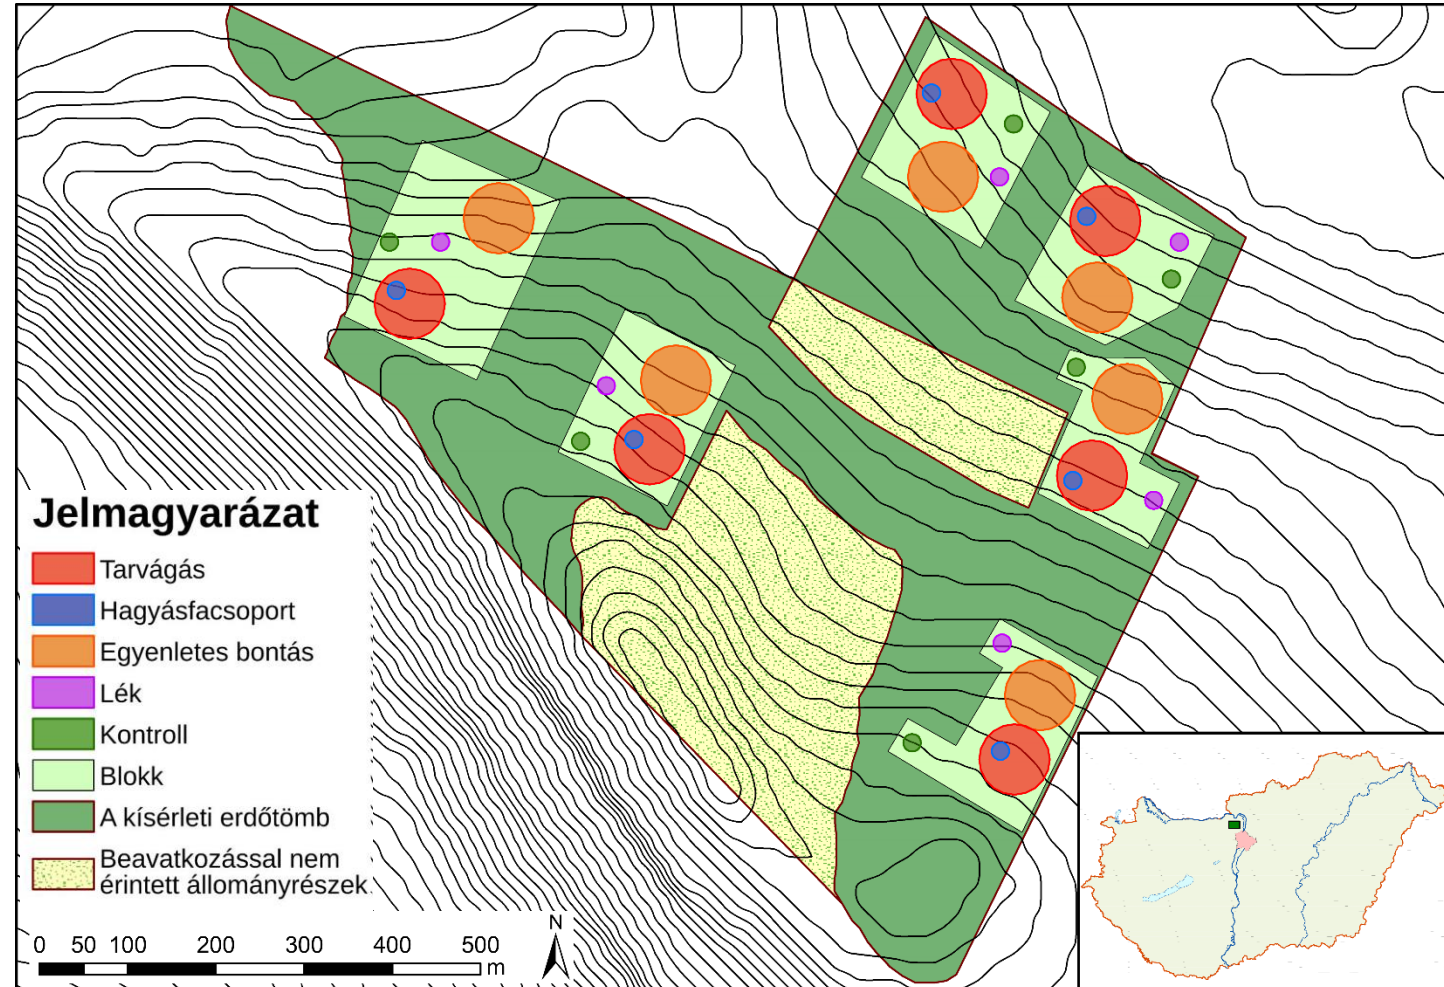 Jelmagyarázat
Tarvágás
Hagyásfacsoport
Egyenletes bontás
Lék
Kontroll
Blokk
A kísérleti erdőtömb
Beavatkozással nem
érintett állományrészek
0 50 100 200 300 400 500
m
N